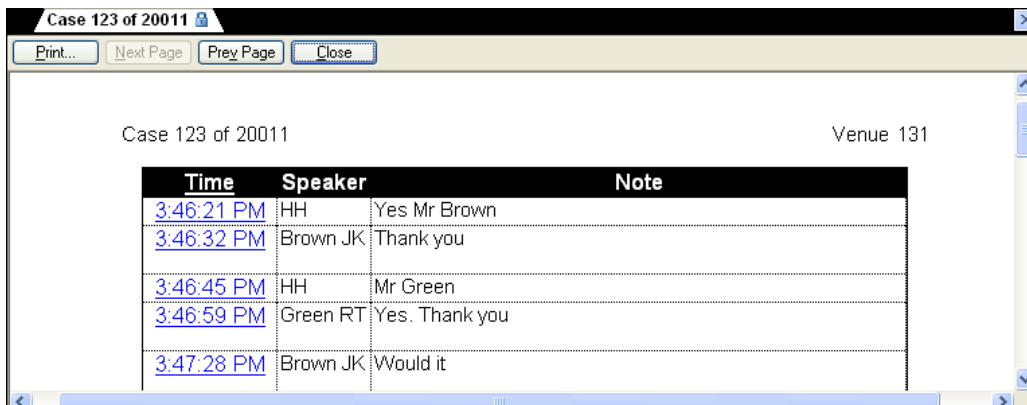 Case 123 of 20011
Print... Next Page Prev Page Close
Case 123 of 20011 Venue 131
Time Speaker Note
3:46:21 PM HH Yes Mr Brown
3:46:32 PM Brown JK Thank you
3:46:45 PM HH Mr Green
3:46:59 PM Green RT Yes. Thank you
3:47:28 PM Brown JK Would it